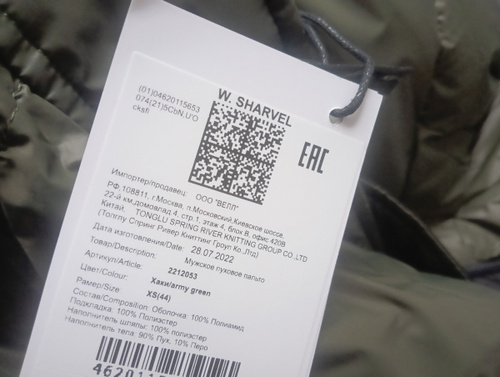 W. SHARVEL
(01)04620115653
074(21)5CbN,U'O
cksfi
EAC
Импортер/продавец: ООО "ВЕЛЛ"
РФ,108811, г.Москва, п.Московский,Киевское шоссе,
22-й км,домовлад.4, стр.1, этаж 4, блок В, офис 420В
Китай. TONGLU SPRING RIVER KNITTING GROUP CO.,LTD
(Тонглу Спринг Ривер Книттинг Гроуп Ко.,Лтд)
Дата изготовления/Date: 28.07.2022
Товар/Description: Мужское пуховое пальто
Артикул/Article: 2212053
Цвет/Colour: Хаки/army green
Размер/Size: XS(44)
Состав/Composition: Оболочка: 100% Полиамид
Подкладка: 100% Полиэстер
Наполнитель шляпы: 100% полиэстер
Наполнитель тела: 90% Пух, 10% Перо